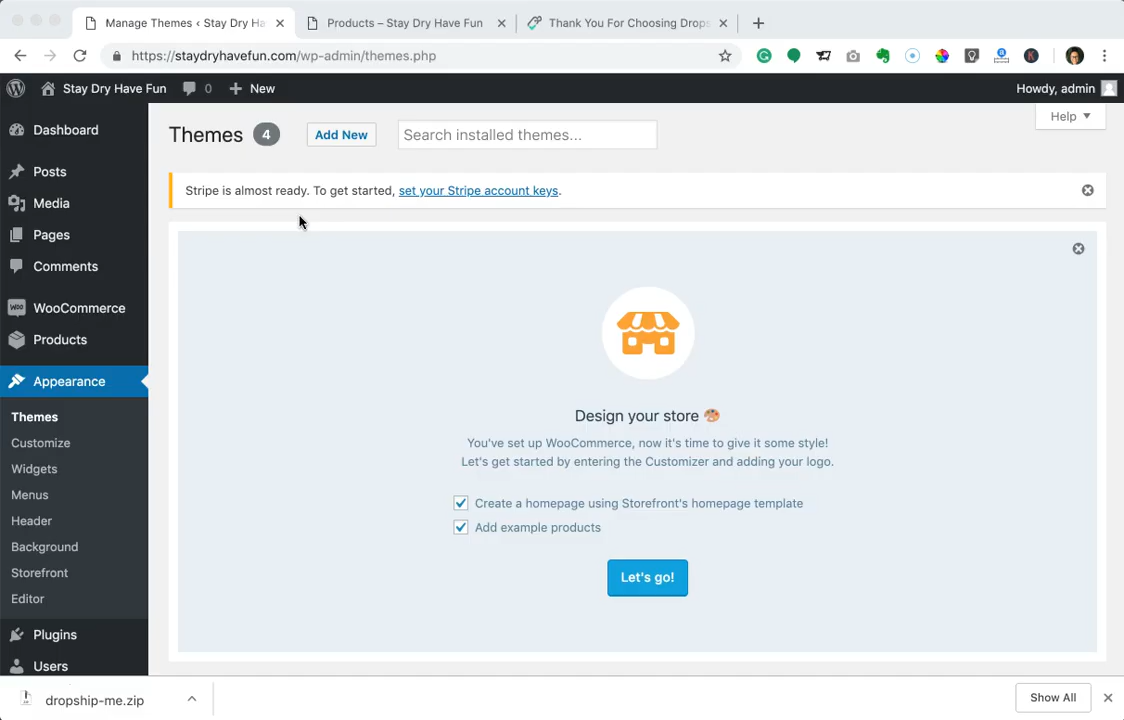 Manage Themes ‹ Stay Dry Ha
Products – Stay Dry Have Fun
Thank You For Choosing Drops
https://staydryhavefun.com/wp-admin/themes.php
Stay Dry Have Fun
0
New
Howdy, admin
Dashboard
Posts
Media
Pages
Comments
WooCommerce
Products
Appearance
Themes
Customize
Widgets
Menus
Header
Background
Storefront
Editor
Plugins
Users
Themes 4
Add New
Search installed themes...
Help
Stripe is almost ready. To get started, set your Stripe account keys.
Design your store
You've set up WooCommerce, now it's time to give it some style!
Let's get started by entering the Customizer and adding your logo.
Create a homepage using Storefront's homepage template
Add example products
Let's go!
dropship-me.zip
Show All